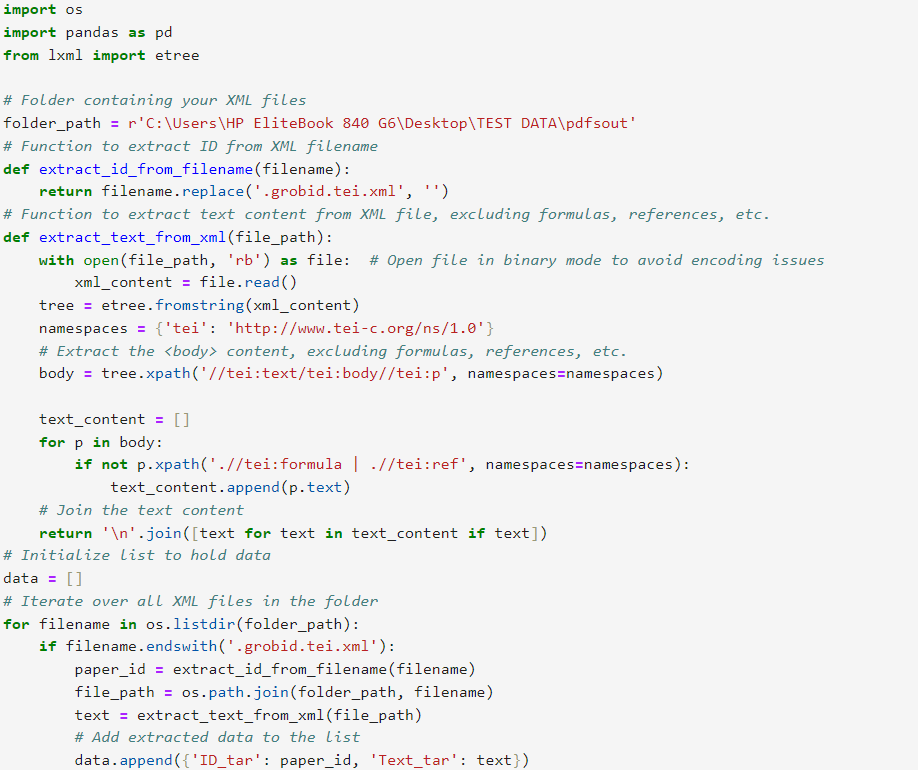 import os
import pandas as pd
from lxml import etree

# Folder containing your XML files
folder_path = r'C:\Users\HP EliteBook 840 G6\Desktop\TEST DATA\pdfsout'
# Function to extract ID from XML filename
def extract_id_from_filename(filename):
    return filename.replace('.grobid.tei.xml', '')
# Function to extract text content from XML file, excluding formulas, references, etc.
def extract_text_from_xml(file_path):
    with open(file_path, 'rb') as file:  # Open file in binary mode to avoid encoding issues
        xml_content = file.read()
    tree = etree.fromstring(xml_content)
    namespaces = {'tei': 'http://www.tei-c.org/ns/1.0'}
    # Extract the <body> content, excluding formulas, references, etc.
    body = tree.xpath('//tei:text/tei:body//tei:p', namespaces=namespaces)

    text_content = []
    for p in body:
        if not p.xpath('.//tei:formula | .//tei:ref', namespaces=namespaces):
            text_content.append(p.text)
    # Join the text content
    return '\n'.join([text for text in text_content if text])
# Initialize list to hold data
data = []
# Iterate over all XML files in the folder
for filename in os.listdir(folder_path):
    if filename.endswith('.grobid.tei.xml'):
        paper_id = extract_id_from_filename(filename)
        file_path = os.path.join(folder_path, filename)
        text = extract_text_from_xml(file_path)
        # Add extracted data to the list
        data.append({'ID_tar': paper_id, 'Text_tar': text})